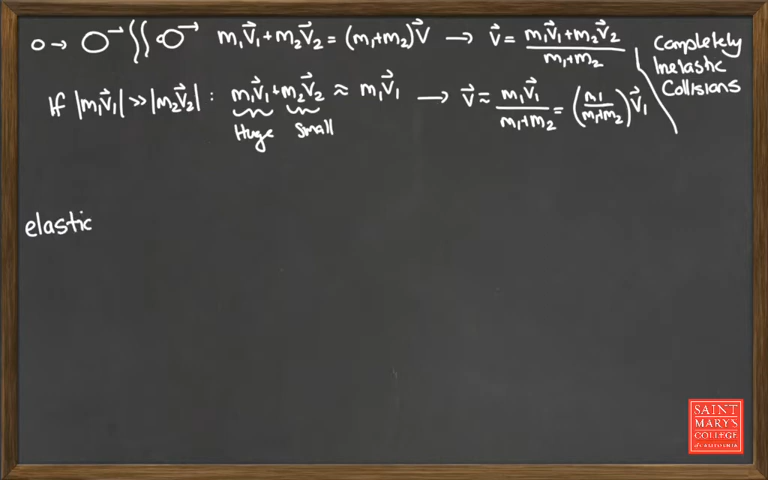 m₁v⃗₁ + m₂v⃗₂ = (m₁+m₂)v⃗ → v⃗ = (m₁v⃗₁ + m₂v⃗₂)/(m₁+m₂)
Completely
Inelastic
Collisions
If |m₁v⃗₁| ≫ |m₂v⃗₂| : m₁v⃗₁ + m₂v⃗₂ ≈ m₁v⃗₁ → v⃗ ≈ m₁v⃗₁/(m₁+m₂) = (m₁/(m₁+m₂))v⃗₁
Huge Small
elastic
SAINT
MARY'S
COLLEGE
of CALIFORNIA